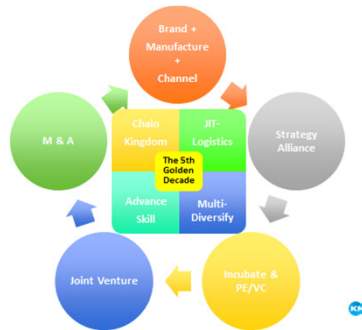 Brand +
Manufacture
+
Channel
M & A
Chain
Kingdom
JIT-
Logistics
Strategy
Alliance
The 5th
Golden
Decade
Advance
Skill
Multi-
Diversify
Joint Venture
Incubate &
PE/VC